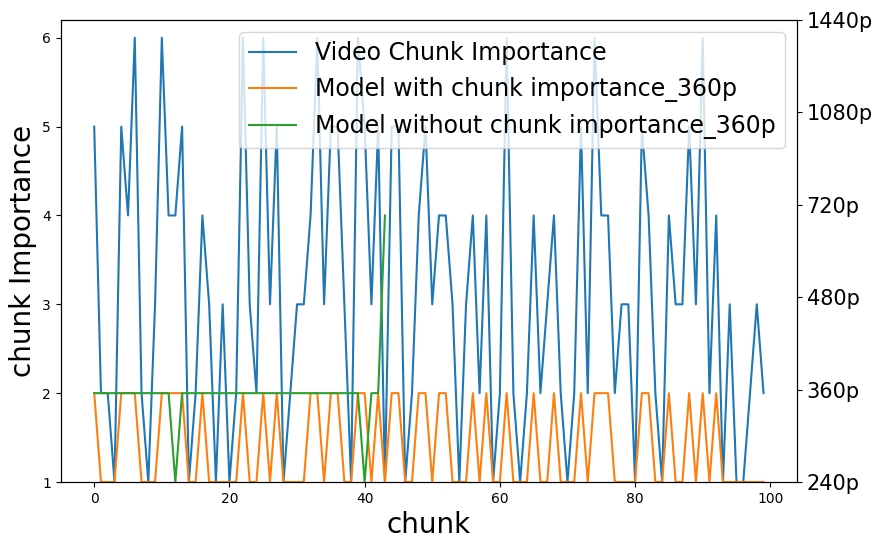 Video Chunk Importance
Model with chunk importance_360p
Model without chunk importance_360p
chunk Importance
6
5
4
3
2
1
1440p
1080p
720p
480p
360p
240p
0
20
40
60
80
100
chunk